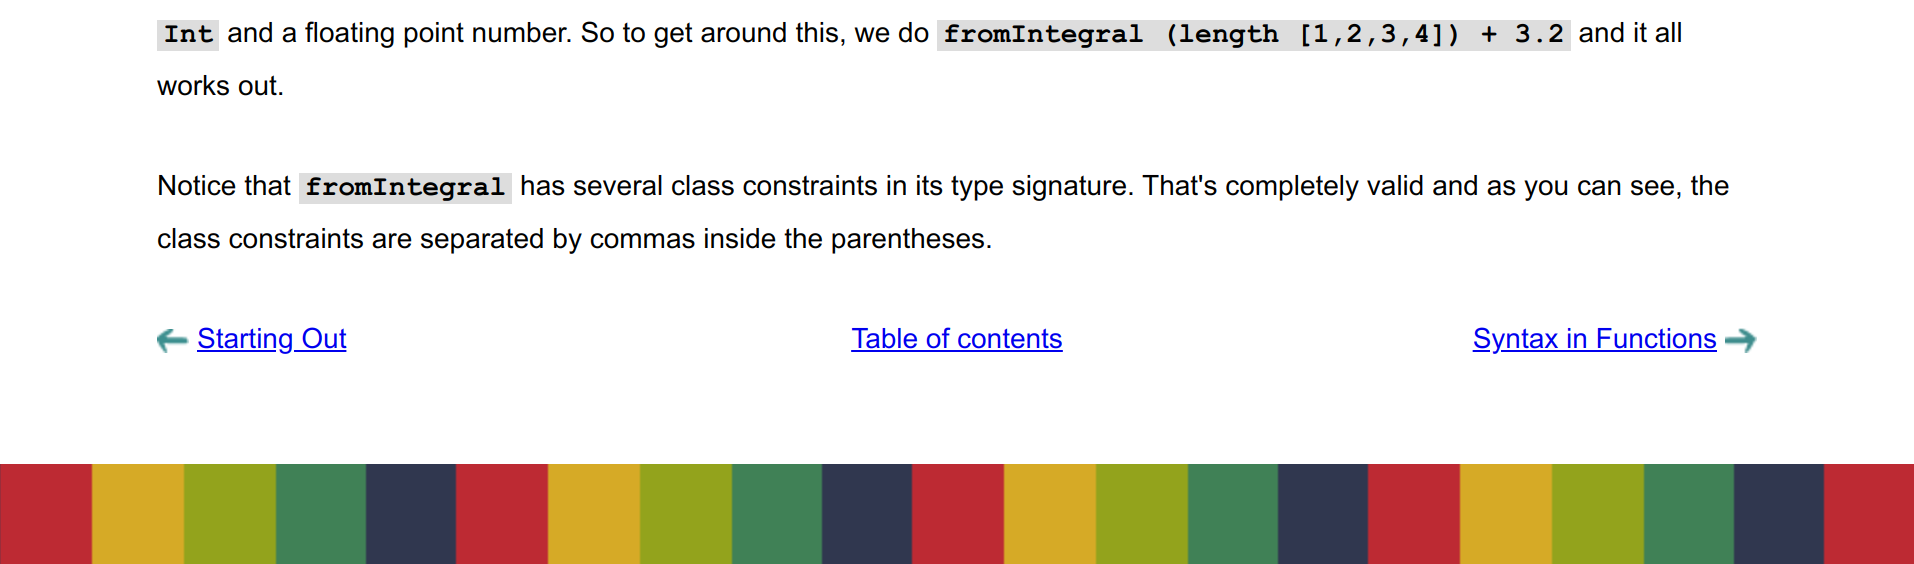 Int and a floating point number. So to get around this, we do fromIntegral (length [1,2,3,4]) + 3.2 and it all
works out.
Notice that fromIntegral has several class constraints in its type signature. That's completely valid and as you can see, the
class constraints are separated by commas inside the parentheses.
Starting Out Table of contents Syntax in Functions